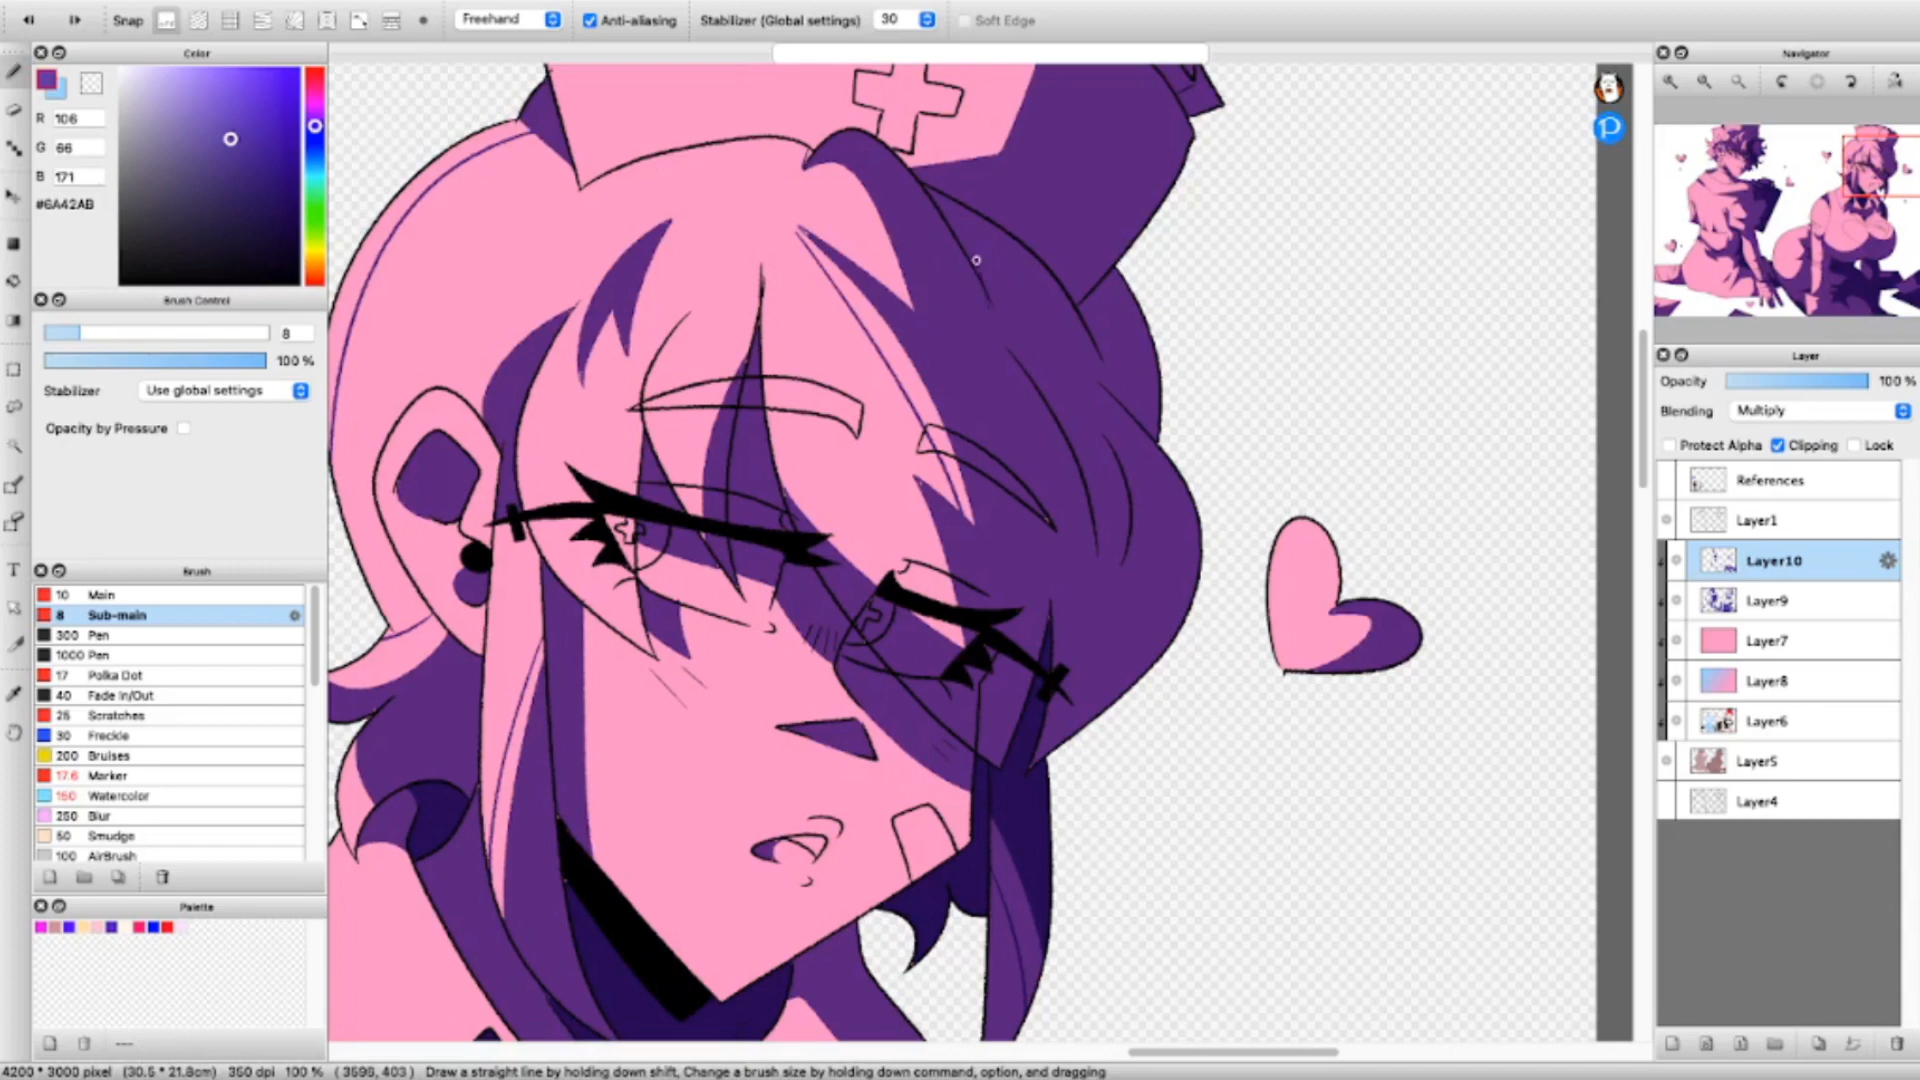 Snap
OFF
Freehand
Anti-aliasing
Stabilizer (Global settings)
30
Soft Edge
Color
R 106
G 66
B 171
#6A42AB
Brush Control
8
100 %
Stabilizer
Use global settings
Opacity by Pressure
Brush
10 Main
8 Sub-main
300 Pen
1000 Pen
17 Polka Dot
40 Fade In/Out
25 Scratches
30 Freckle
200 Bruises
17.6 Marker
150 Watercolor
250 Blur
50 Smudge
100 AirBrush
Palette
Navigator
Layer
Opacity
100 %
Blending
Multiply
Protect Alpha
Clipping
Lock
References
Layer1
Layer10
Layer9
Layer7
Layer8
Layer6
Layer5
Layer4
4200 * 3000 pixel (30.5 * 21.8cm) 350 dpi 100 % ( 3596, 403 ) Draw a straight line by holding down shift, Change a brush size by holding down command, option, and dragging